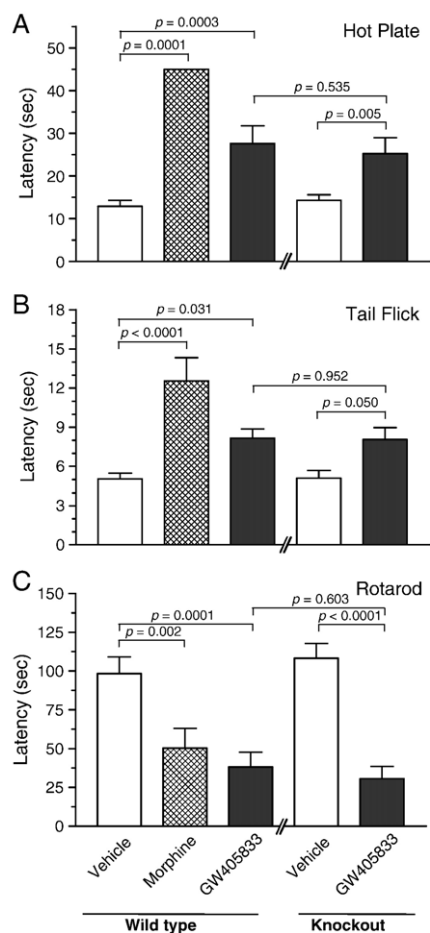 A
Hot Plate
p = 0.0003
p = 0.0001
p = 0.535
p = 0.005
Latency (sec)
50
40
30
20
10
0
B
Tail Flick
p = 0.031
p < 0.0001
p = 0.952
p = 0.050
Latency (sec)
18
15
12
9
6
3
0
C
Rotarod
p = 0.0001
p = 0.002
p = 0.603
p < 0.0001
Latency (sec)
150
125
100
75
50
25
0
Vehicle
Morphine
GW405833
Vehicle
GW405833
Wild type
Knockout